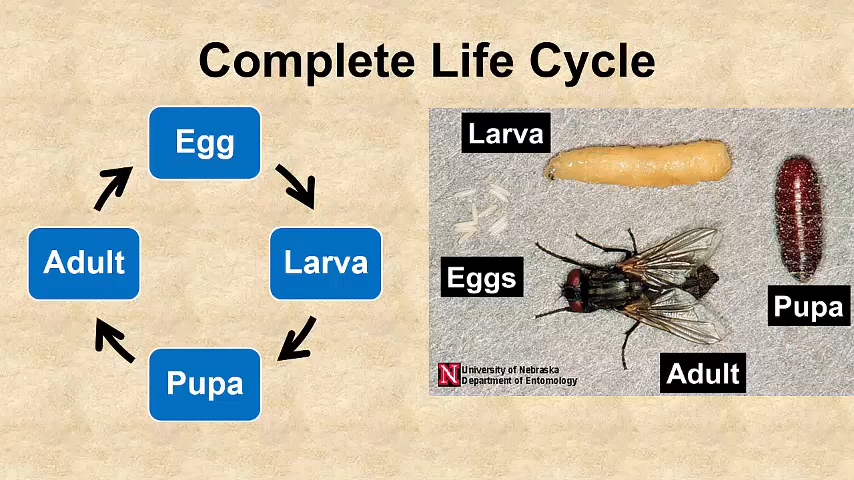 Complete Life Cycle
Egg
Adult
Larva
Pupa
Larva
Eggs
Pupa
Adult
N
University of Nebraska
Department of Entomology